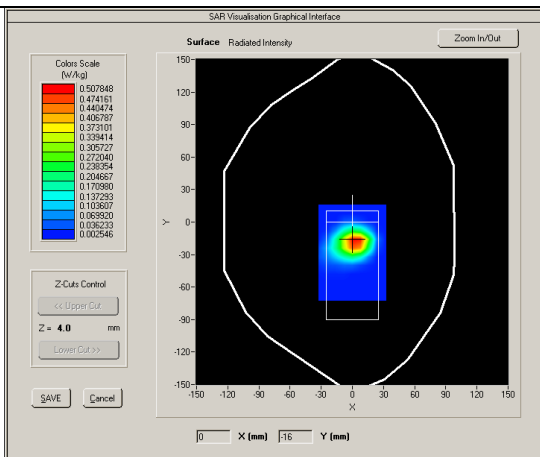 SAR Visualisation Graphical Interface
Surface Radiated Intensity
Zoom In/Out
Colors Scale
(W/kg)
0.507848
0.474161
0.440474
0.406787
0.373101
0.339414
0.305727
0.272040
0.238354
0.204667
0.170980
0.137293
0.103607
0.069920
0.036233
0.002546
Z-Cuts Control
<< Upper Cut
Z = 4.0 mm
Lower Cut >>
SAVE Cancel
150-
120-
90-
60-
30-
0-
-30-
-60-
-90-
-120-
-150-
Y
-150 -120 -90 -60 -30 0 30 60 90 120 150
X
0 X (mm) -16 Y (mm)